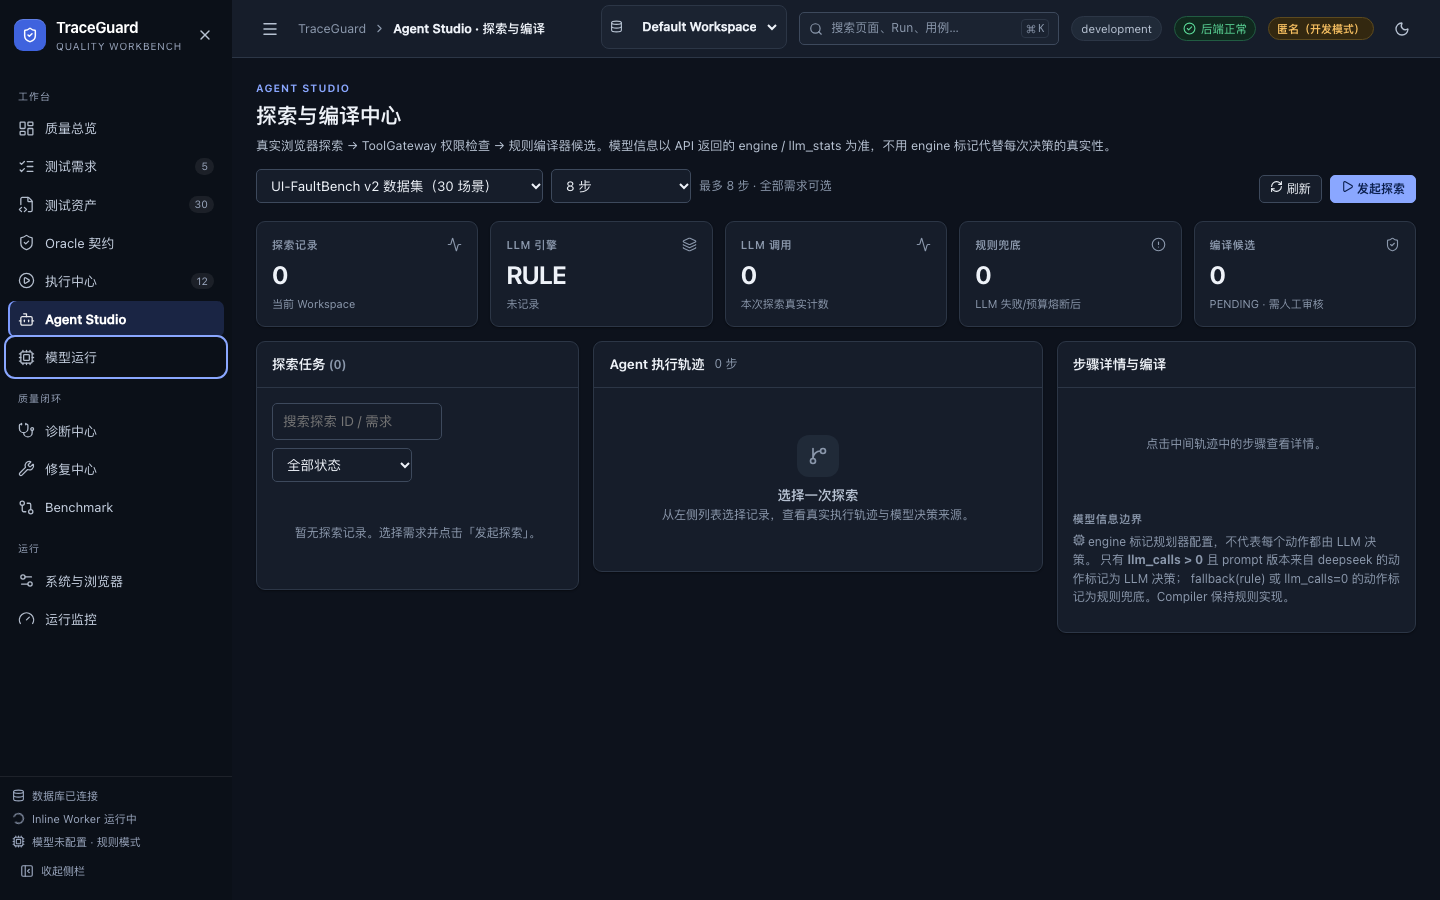 TraceGuard
QUALITY WORKBENCH
工作台
质量总览
测试需求 5
测试资产 30
Oracle 契约
执行中心 12
Agent Studio
模型运行
质量闭环
诊断中心
修复中心
Benchmark
运行
系统与浏览器
运行监控
数据库已连接
Inline Worker 运行中
模型未配置 · 规则模式
收起侧栏
TraceGuard > Agent Studio · 探索与编译
Default Workspace
搜索页面、Run、用例... ⌘ K
development
后端正常
匿名（开发模式）
AGENT STUDIO
探索与编译中心
真实浏览器探索 → ToolGateway 权限检查 → 规则编译器候选。模型信息以 API 返回的 engine / llm_stats 为准，不用 engine 标记代替每次决策的真实性。
UI-FaultBench v2 数据集（30 场景）
8 步
最多 8 步 · 全部需求可选
刷新
发起探索
探索记录
0
当前 Workspace
LLM 引擎
RULE
未记录
LLM 调用
0
本次探索真实计数
规则兜底
0
LLM 失败/预算熔断后
编译候选
0
PENDING · 需人工审核
探索任务 (0)
搜索探索 ID / 需求
全部状态
暂无探索记录。选择需求并点击「发起探索」。
Agent 执行轨迹 0 步
选择一次探索
从左侧列表选择记录，查看真实执行轨迹与模型决策来源。
步骤详情与编译
点击中间轨迹中的步骤查看详情。
模型信息边界
engine 标记规划器配置，不代表每个动作都由 LLM 决
策。 只有 llm_calls > 0 且 prompt 版本来自 deepseek 的动
作标记为 LLM 决策； fallback(rule) 或 llm_calls=0 的动作标
记为规则兜底。Compiler 保持规则实现。